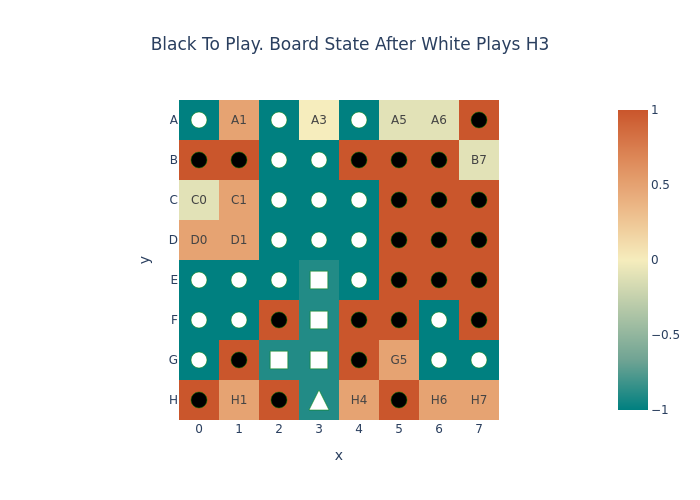 Black To Play. Board State After White Plays H3
A A1 A3 A5 A6
B B7
C C0 C1
D D0 D1
E
F
G G5
H H1 H4 H6 H7
0 1 2 3 4 5 6 7
x
y
1
0.5
0
−0.5
−1